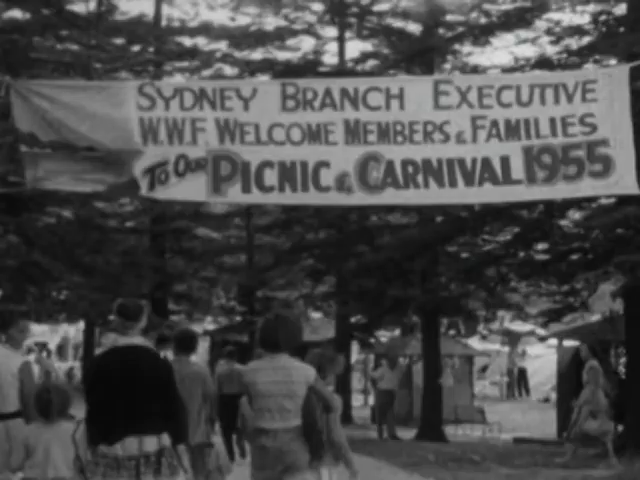 SYDNEY BRANCH EXECUTIVE
W.W.F. WELCOME MEMBERS & FAMILIES
TO OUR PICNIC & CARNIVAL 1955